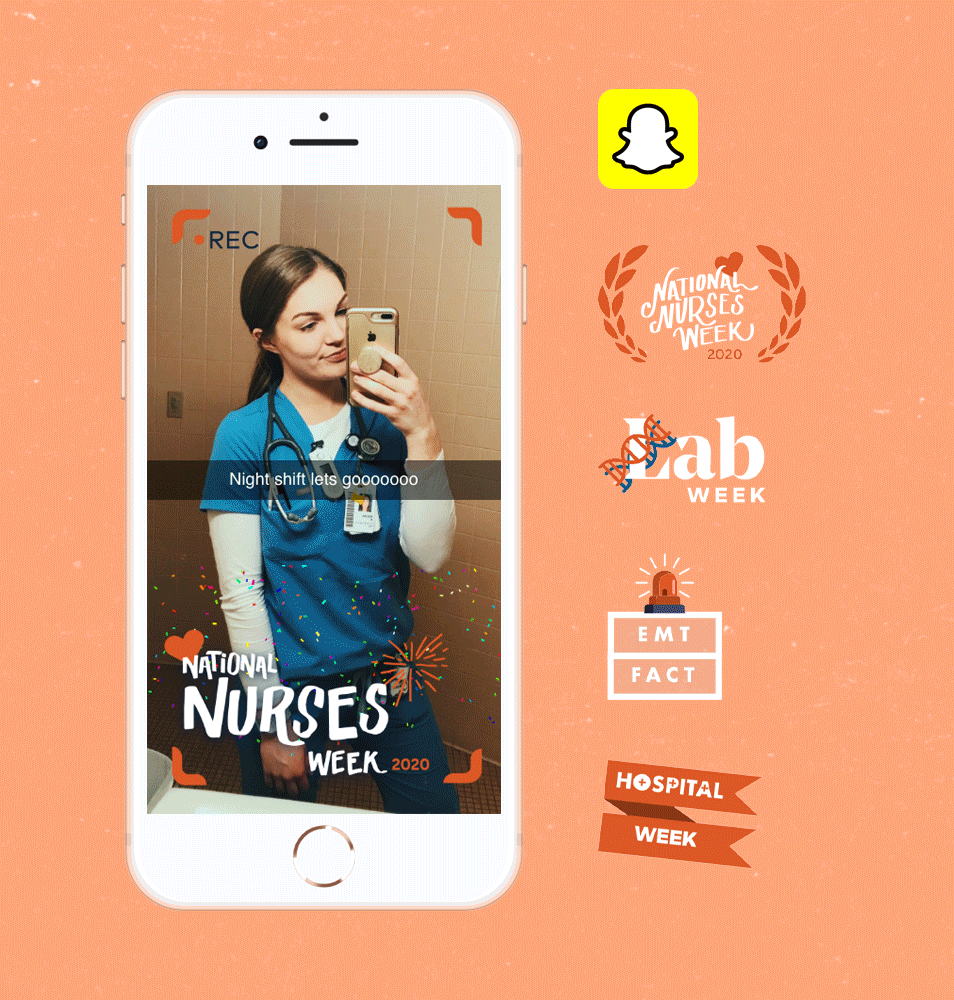 REC
Night shift lets gooooooo
NATIONAL
NURSES
WEEK 2020
NATIONAL
NURSES
WEEK
2020
Lab
WEEK
EMT
FACT
HOSPITAL
WEEK